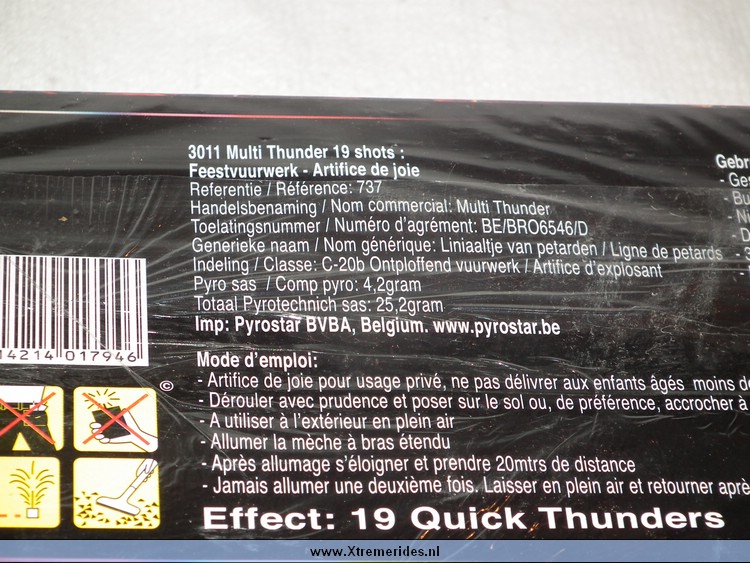 3011 Multi Thunder 19 shots :
Feestvuurwerk - Artifice de joie
Referentie / Référence: 737
Handelsbenaming / Nom commercial: Multi Thunder
Toelatingsnummer / Numéro d'agrément: BE/BRO6546/D
Generieke naam / Nom générique: Liniaaltje van petarden / Ligne de petards
Indeling / Classe: C-20b Ontploffend vuurwerk / Artifice d'explosant
Pyro sas / Comp pyro: 4,2gram
Totaal Pyrotechnich sas: 25,2gram
Imp: Pyrostar BVBA, Belgium. www.pyrostar.be
Gebr
- Ge
- Bu
- N
D
- 3
14214 017946
©
Mode d'emploi:
- Artifice de joie pour usage privé, ne pas délivrer aux enfants âgés moins d
- Dérouler avec prudence et poser sur le sol ou, de préférence, accrocher à
- A utiliser à l'extérieur en plein air
- Allumer la mèche à bras étendu
- Après allumage s'éloigner et prendre 20mtrs de distance
- Jamais allumer une deuxième fois. Laisser en plein air et retourner aprè
Effect: 19 Quick Thunders
www.Xtremerides.nl